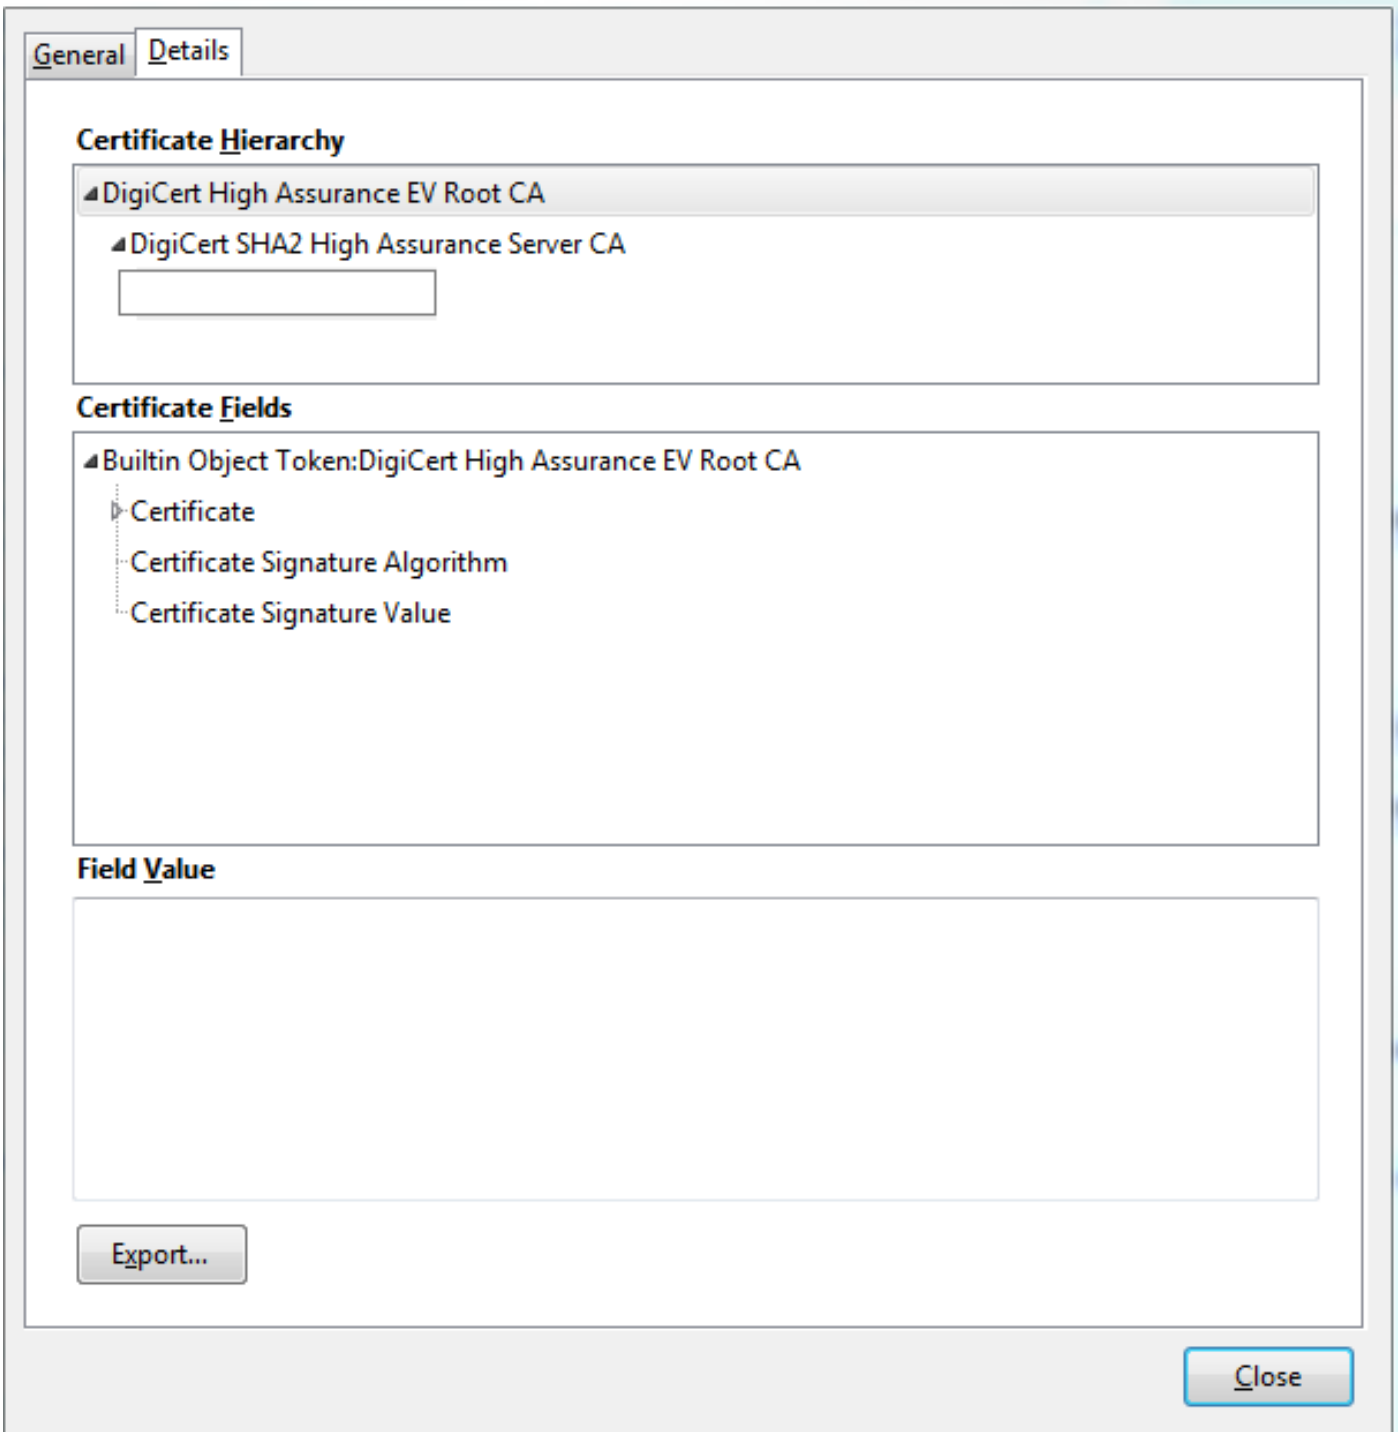 General
Details
Certificate Hierarchy
DigiCert High Assurance EV Root CA
DigiCert SHA2 High Assurance Server CA
Certificate Fields
Builtin Object Token:DigiCert High Assurance EV Root CA
Certificate
Certificate Signature Algorithm
Certificate Signature Value
Field Value
Export...
Close